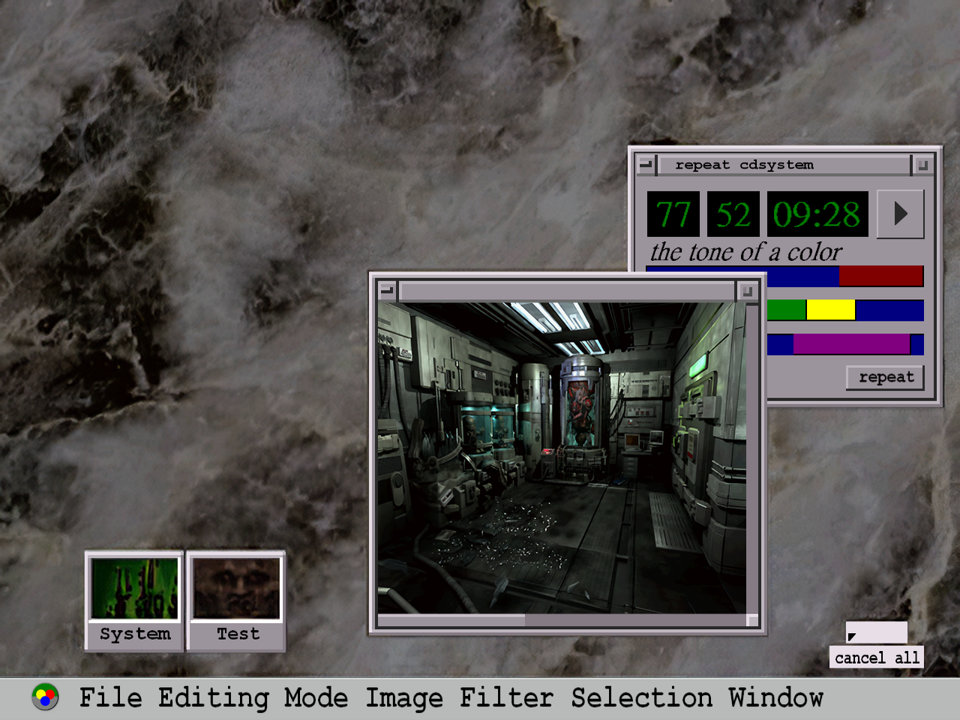 repeat cdsystem
77 52 09:28
the tone of a color
repeat
System
Test
cancel all
File Editing Mode Image Filter Selection Window